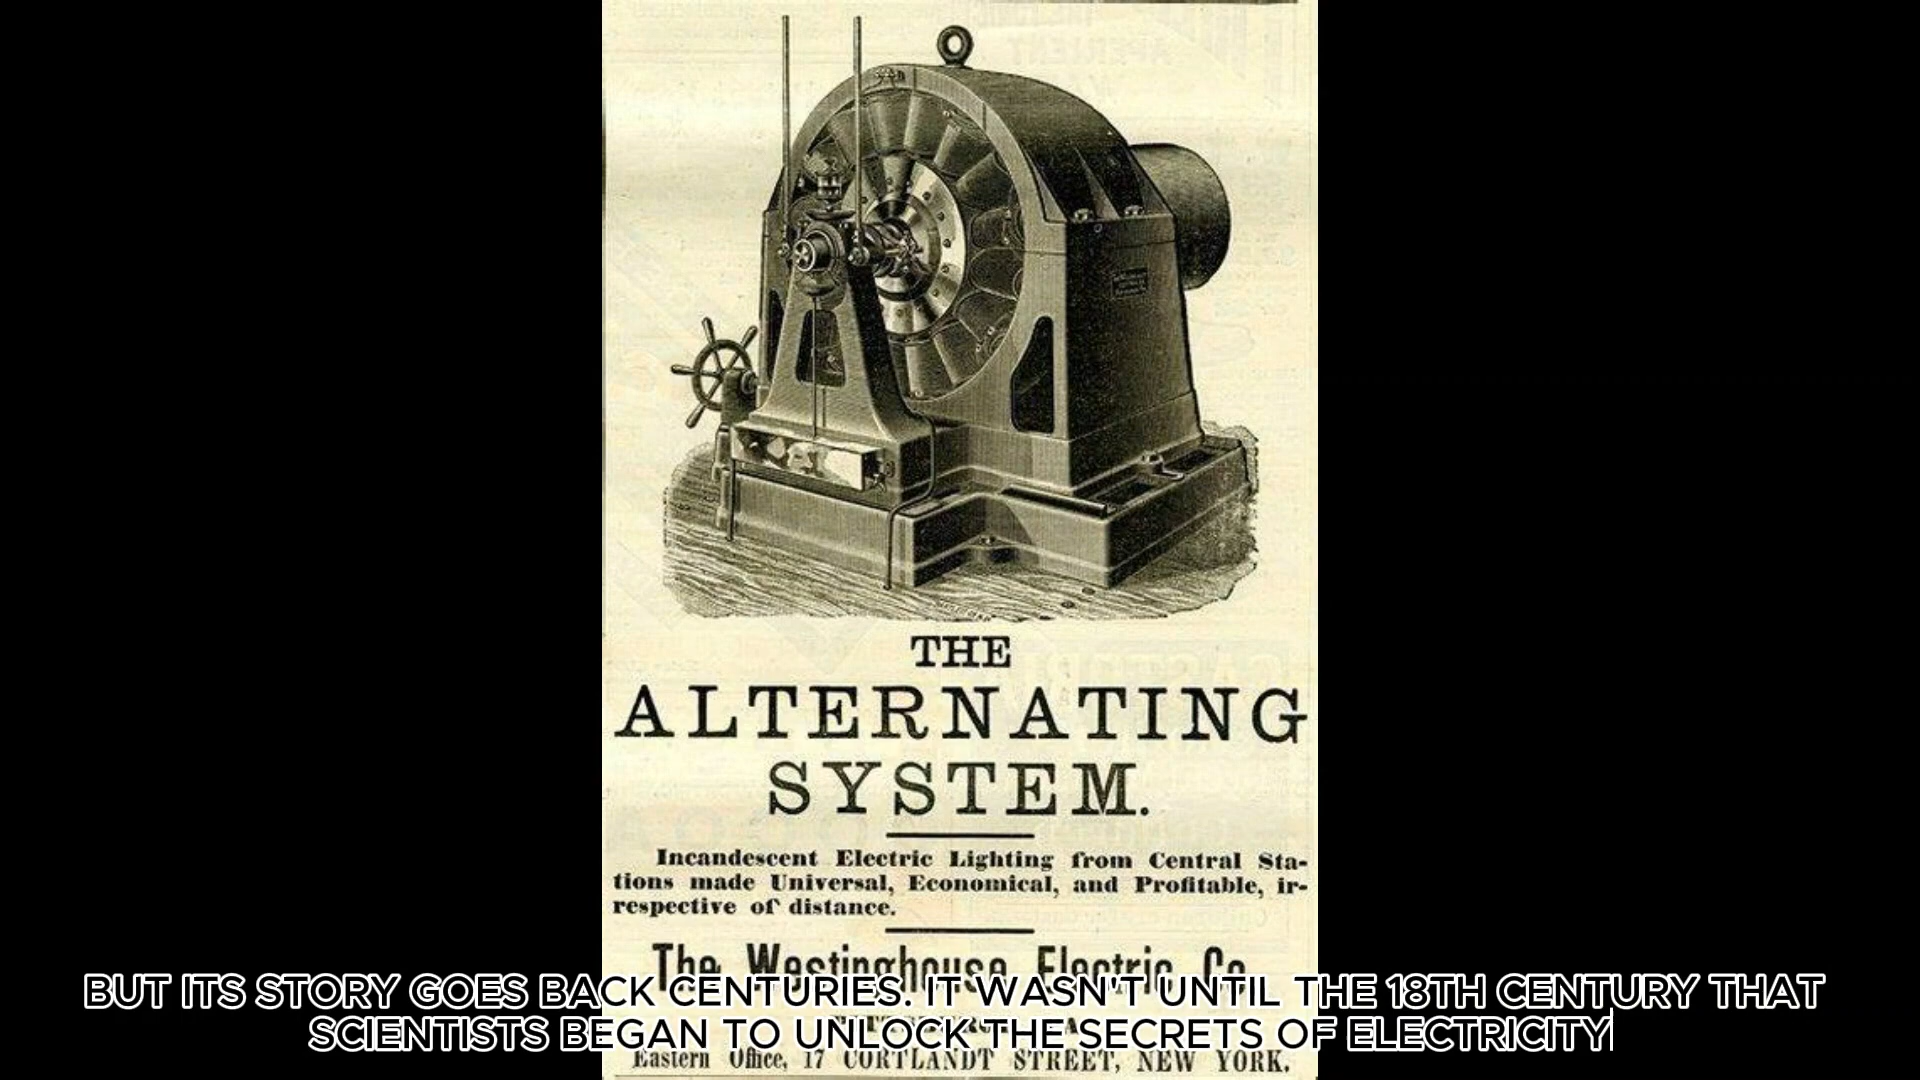 THE
ALTERNATING
SYSTEM.
Incandescent Electric Lighting from Central Sta-
tions made Universal, Economical, and Profitable, ir-
respective of distance.
The Westinghouse Electric Co
BUT ITS STORY GOES BACK CENTURIES. IT WASN'T UNTIL THE 18TH CENTURY THAT
SCIENTISTS BEGAN TO UNLOCK THE SECRETS OF ELECTRICITY
Eastern Office, 17 CORTLANDT STREET, NEW YORK.